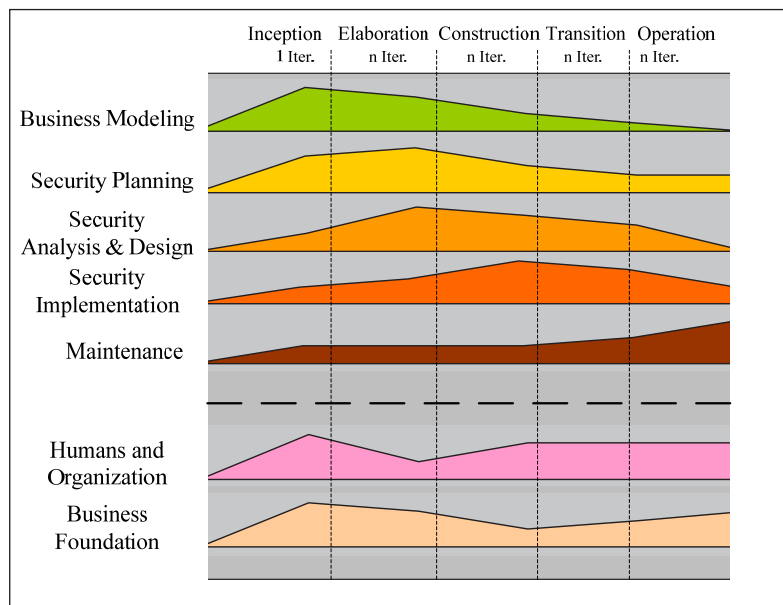 Inception Elaboration Construction Transition Operation
1 Iter. n Iter. n Iter. n Iter. n Iter.
Business Modeling
Security Planning
Security
Analysis & Design
Security
Implementation
Maintenance
Humans and
Organization
Business
Foundation